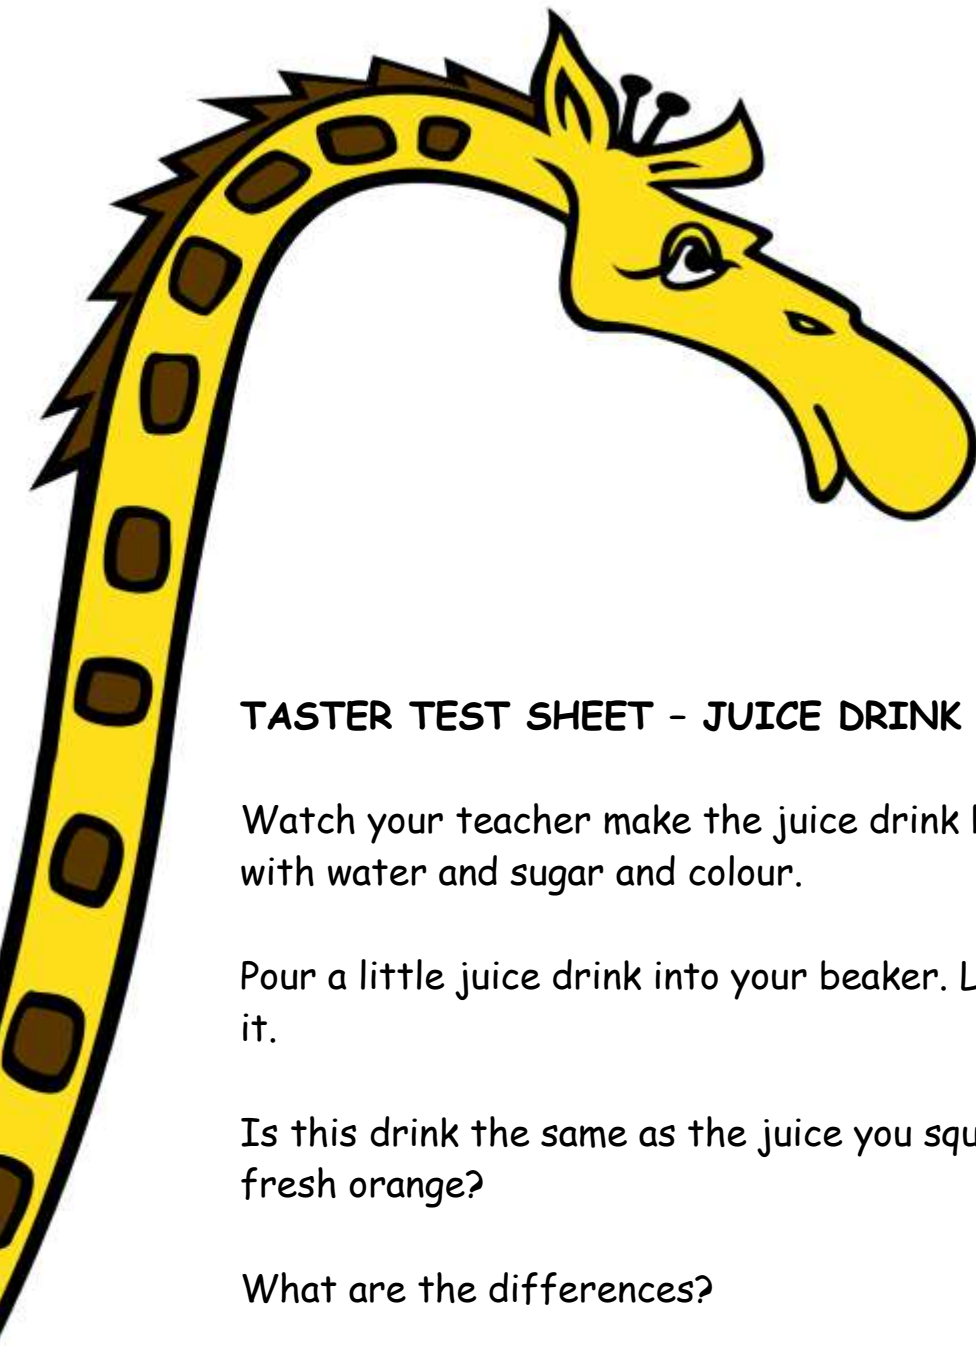 TASTER TEST SHEET – JUICE DRINK
Watch your teacher make the juice drink
with water and sugar and colour.
Pour a little juice drink into your beaker.
it.
Is this drink the same as the juice you
fresh orange?
What are the differences?